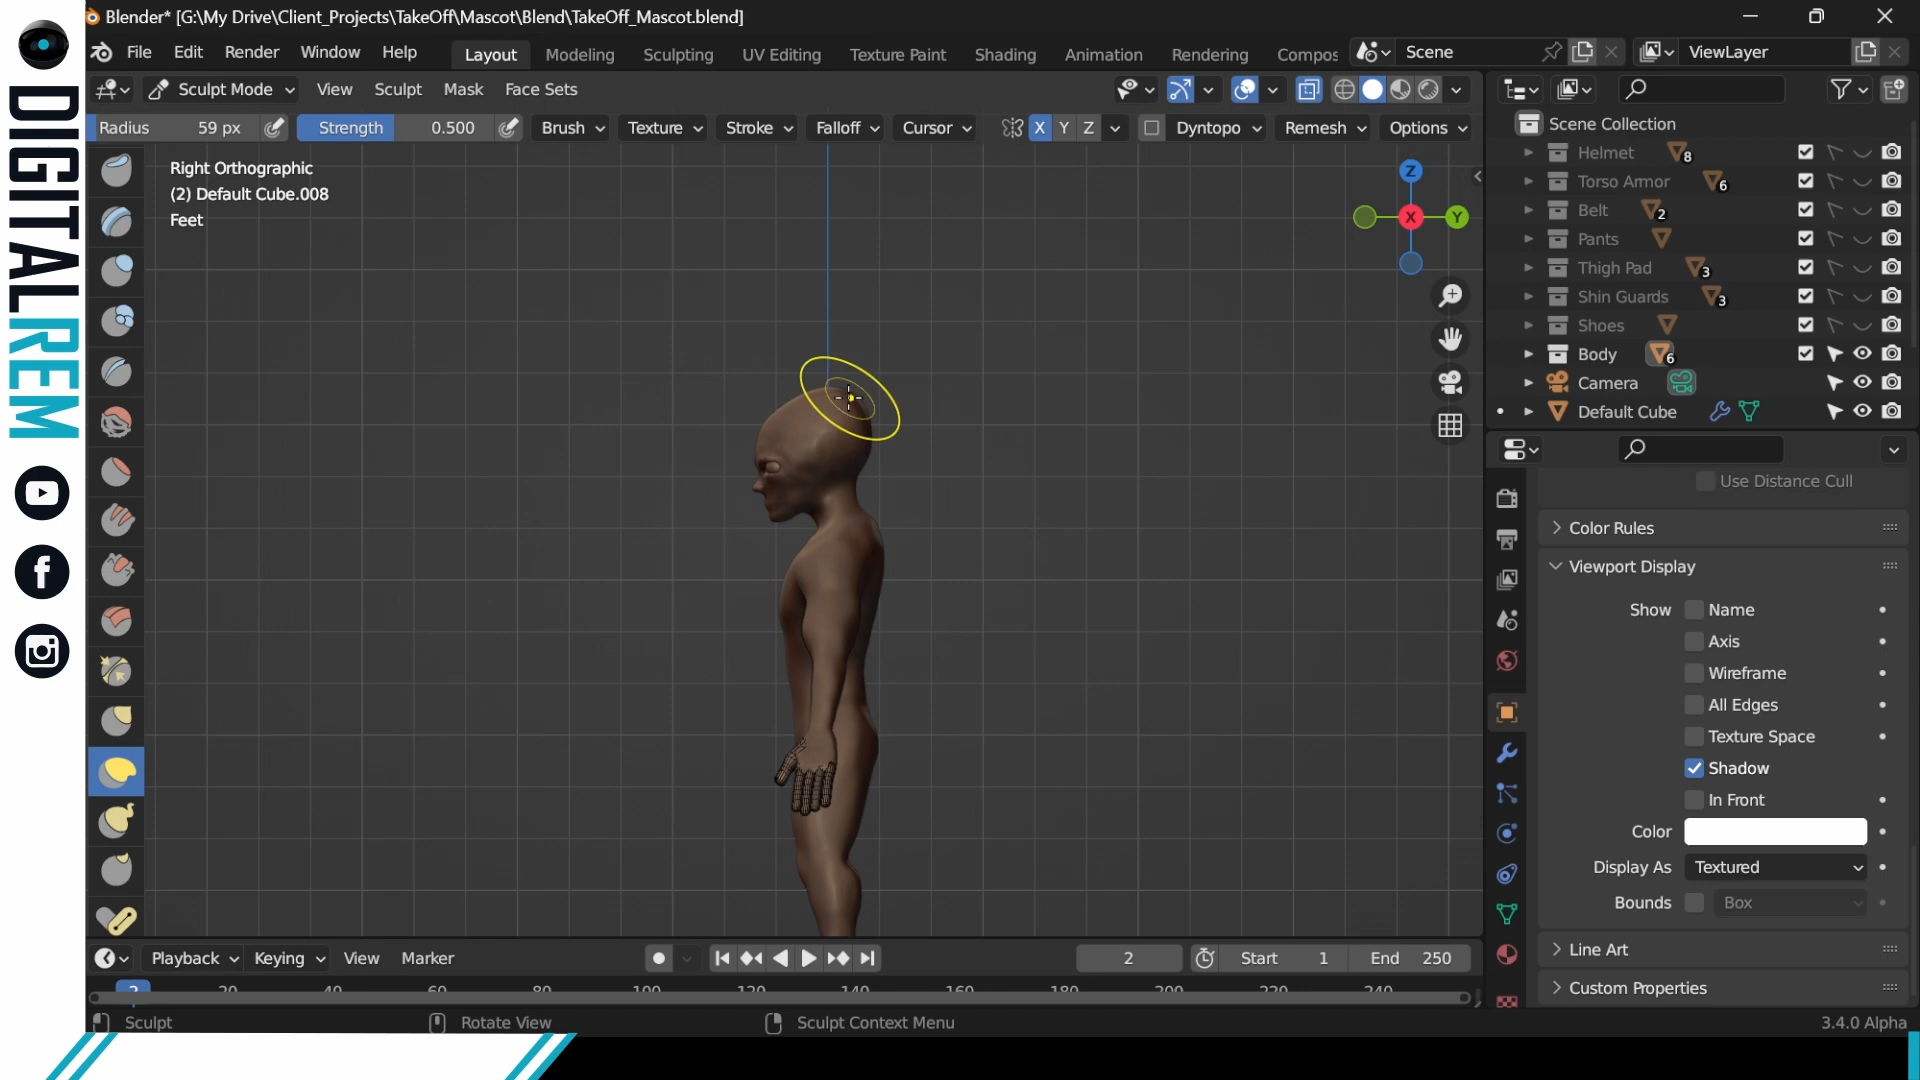 Blender* [G:\My Drive\Client_Projects\TakeOff\Mascot\Blend\TakeOff_Mascot.blend]
File Edit Render Window Help Layout Modeling Sculpting UV Editing Texture Paint Shading Animation Rendering Compos Scene ViewLayer
Sculpt Mode View Sculpt Mask Face Sets
Radius 59 px Strength 0.500 Brush Texture Stroke Falloff Cursor X Y Z Dyntopo Remesh Options
Right Orthographic
(2) Default Cube.008
Feet
Z
X
Y
Scene Collection
Helmet 8
Torso Armor 6
Belt 2
Pants
Thigh Pad 3
Shin Guards 3
Shoes
Body 6
Camera
Default Cube
Use Distance Cull
Color Rules
Viewport Display
Show Name
Axis
Wireframe
All Edges
Texture Space
Shadow
In Front
Color
Display As Textured
Bounds Box
Line Art
Custom Properties
Playback Keying View Marker 2 Start 1 End 250
2 20 40 60 80 100 120 140 160 180 200 220 240
Sculpt Rotate View Sculpt Context Menu 3.4.0 Alpha
DIGITALREM